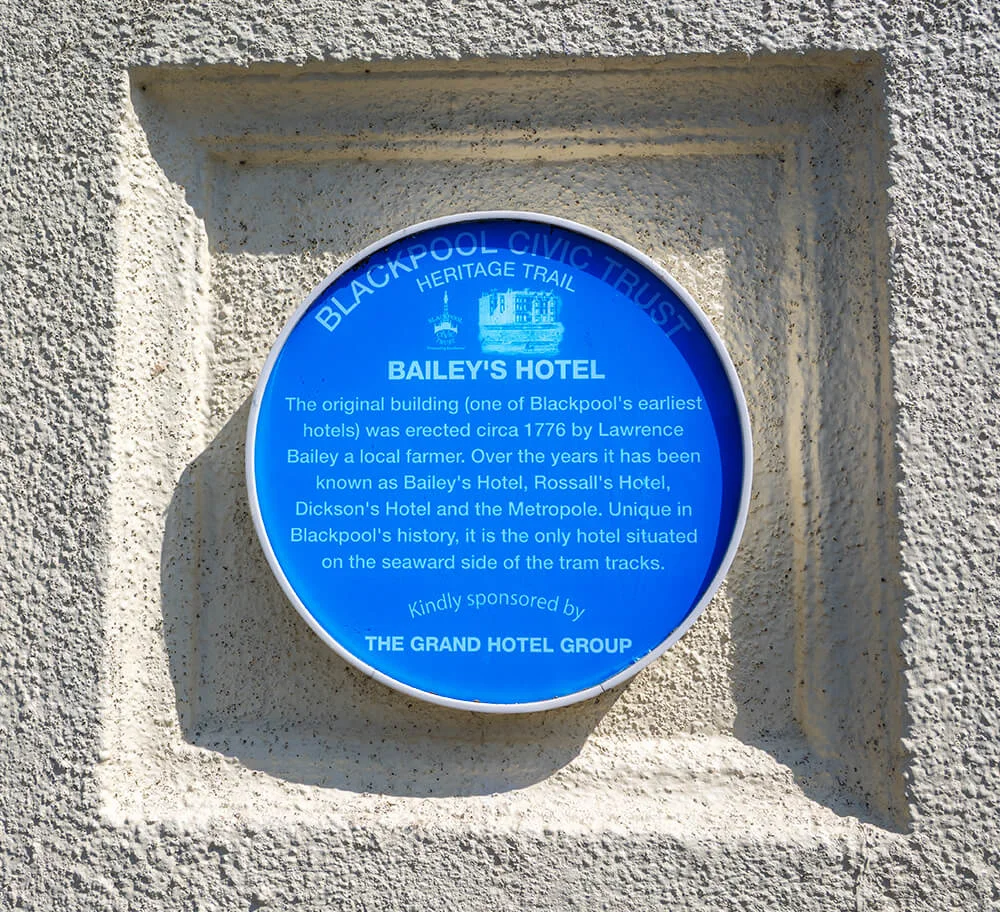 BLACKPOOL CIVIC TRUST
HERITAGE TRAIL
BLACKPOOL
CIVIC
TRUST
BAILEY'S HOTEL
The original building (one of Blackpool's earliest
hotels) was erected circa 1776 by Lawrence
Bailey a local farmer. Over the years it has been
known as Bailey's Hotel, Rossall's Hotel,
Dickson's Hotel and the Metropole. Unique in
Blackpool's history, it is the only hotel situated
on the seaward side of the tram tracks.
Kindly sponsored by
THE GRAND HOTEL GROUP